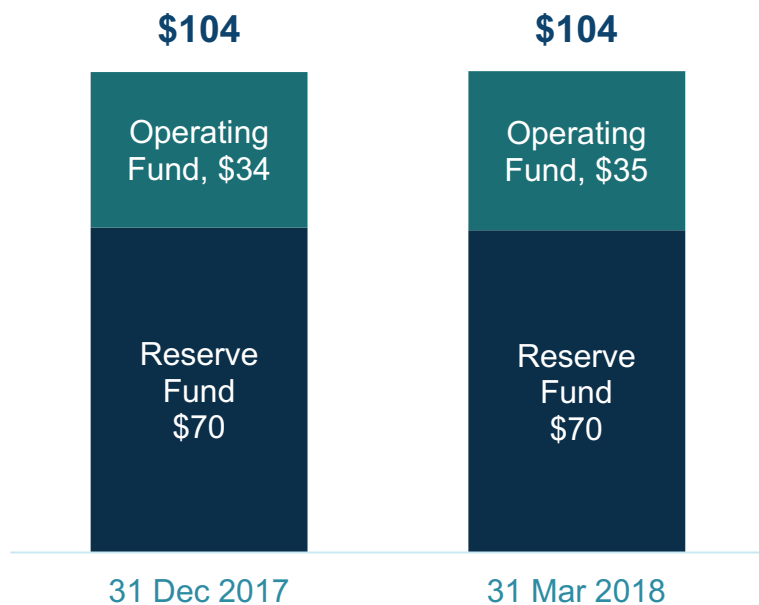 $104
$104
Operating
Fund, $34
Operating
Fund, $35
Reserve
Fund
$70
Reserve
Fund
$70
31 Dec 2017
31 Mar 2018